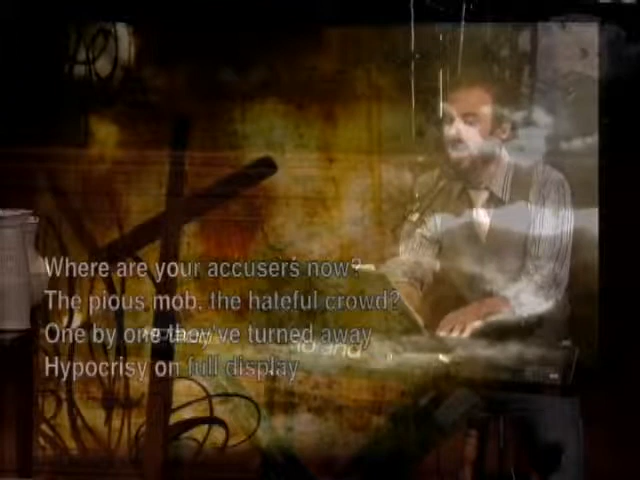 Where are your accusers now?
The pious mob, the hateful crowd?
One by one they've turned away
Hypocrisy on full display